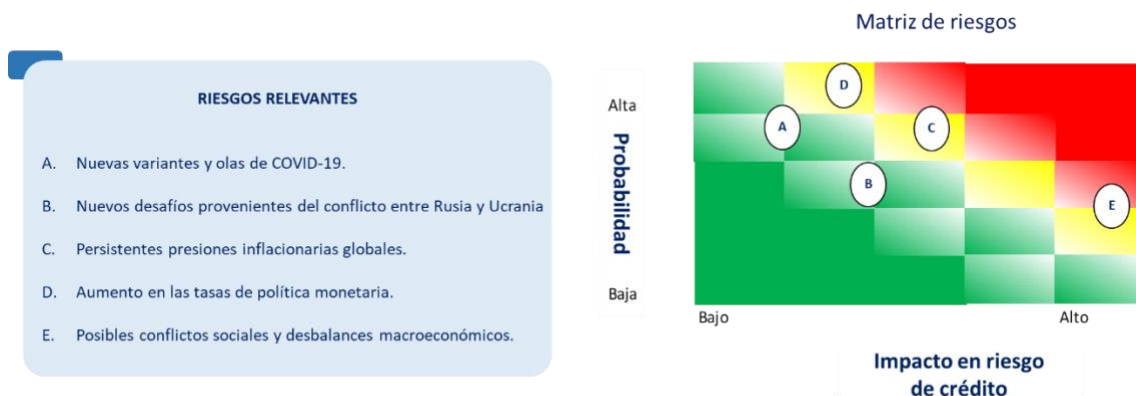 RIESGOS RELEVANTES
A. Nuevas variantes y olas de COVID-19.
B. Nuevos desafíos provenientes del conflicto entre Rusia y Ucrania
C. Persistentes presiones inflacionarias globales.
D. Aumento en las tasas de política monetaria.
E. Posibles conflictos sociales y desbalances macroeconómicos.
Matriz de riesgos
Alta
Probabilidad
Baja
D
A
C
B
E
Bajo
Alto
Impacto en riesgo
de crédito